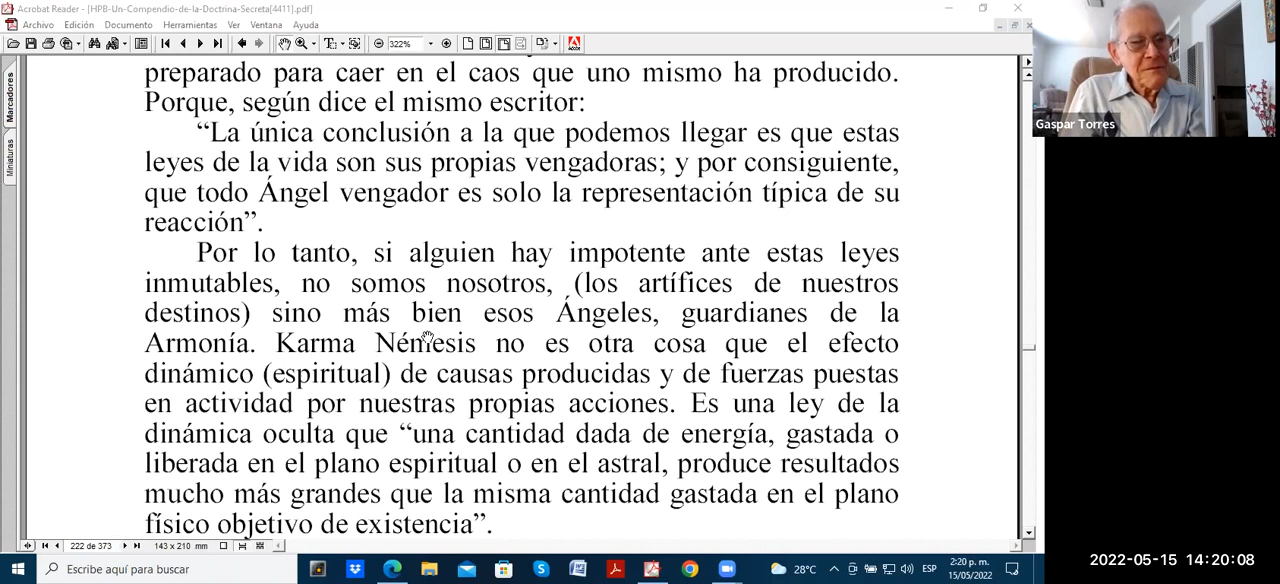 Acrobat Reader - [HPB-Un-Compendio-de-la-Doctrina-Secreta[4411].pdf]
Archivo Edición Documento Herramientas Ver Ventana Ayuda
322%
Marcadores
Miniaturas
preparado para caer en el caos que uno mismo ha producido.
Porque, según dice el mismo escritor:
“La única conclusión a la que podemos llegar es que estas
leyes de la vida son sus propias vengadoras; y por consiguiente,
que todo Ángel vengador es solo la representación típica de su
reacción”.
Por lo tanto, si alguien hay impotente ante estas leyes
inmutables, no somos nosotros, (los artífices de nuestros
destinos) sino más bien esos Ángeles, guardianes de la
Armonía. Karma Némesis no es otra cosa que el efecto
dinámico (espiritual) de causas producidas y de fuerzas puestas
en actividad por nuestras propias acciones. Es una ley de la
dinámica oculta que “una cantidad dada de energía, gastada o
liberada en el plano espiritual o en el astral, produce resultados
mucho más grandes que la misma cantidad gastada en el plano
físico objetivo de existencia”.
222 de 373 143 x 210 mm
Gaspar Torres
Escribe aquí para buscar
28°C
ESP
2:20 p. m.
15/05/2022
2022-05-15 14:20:08